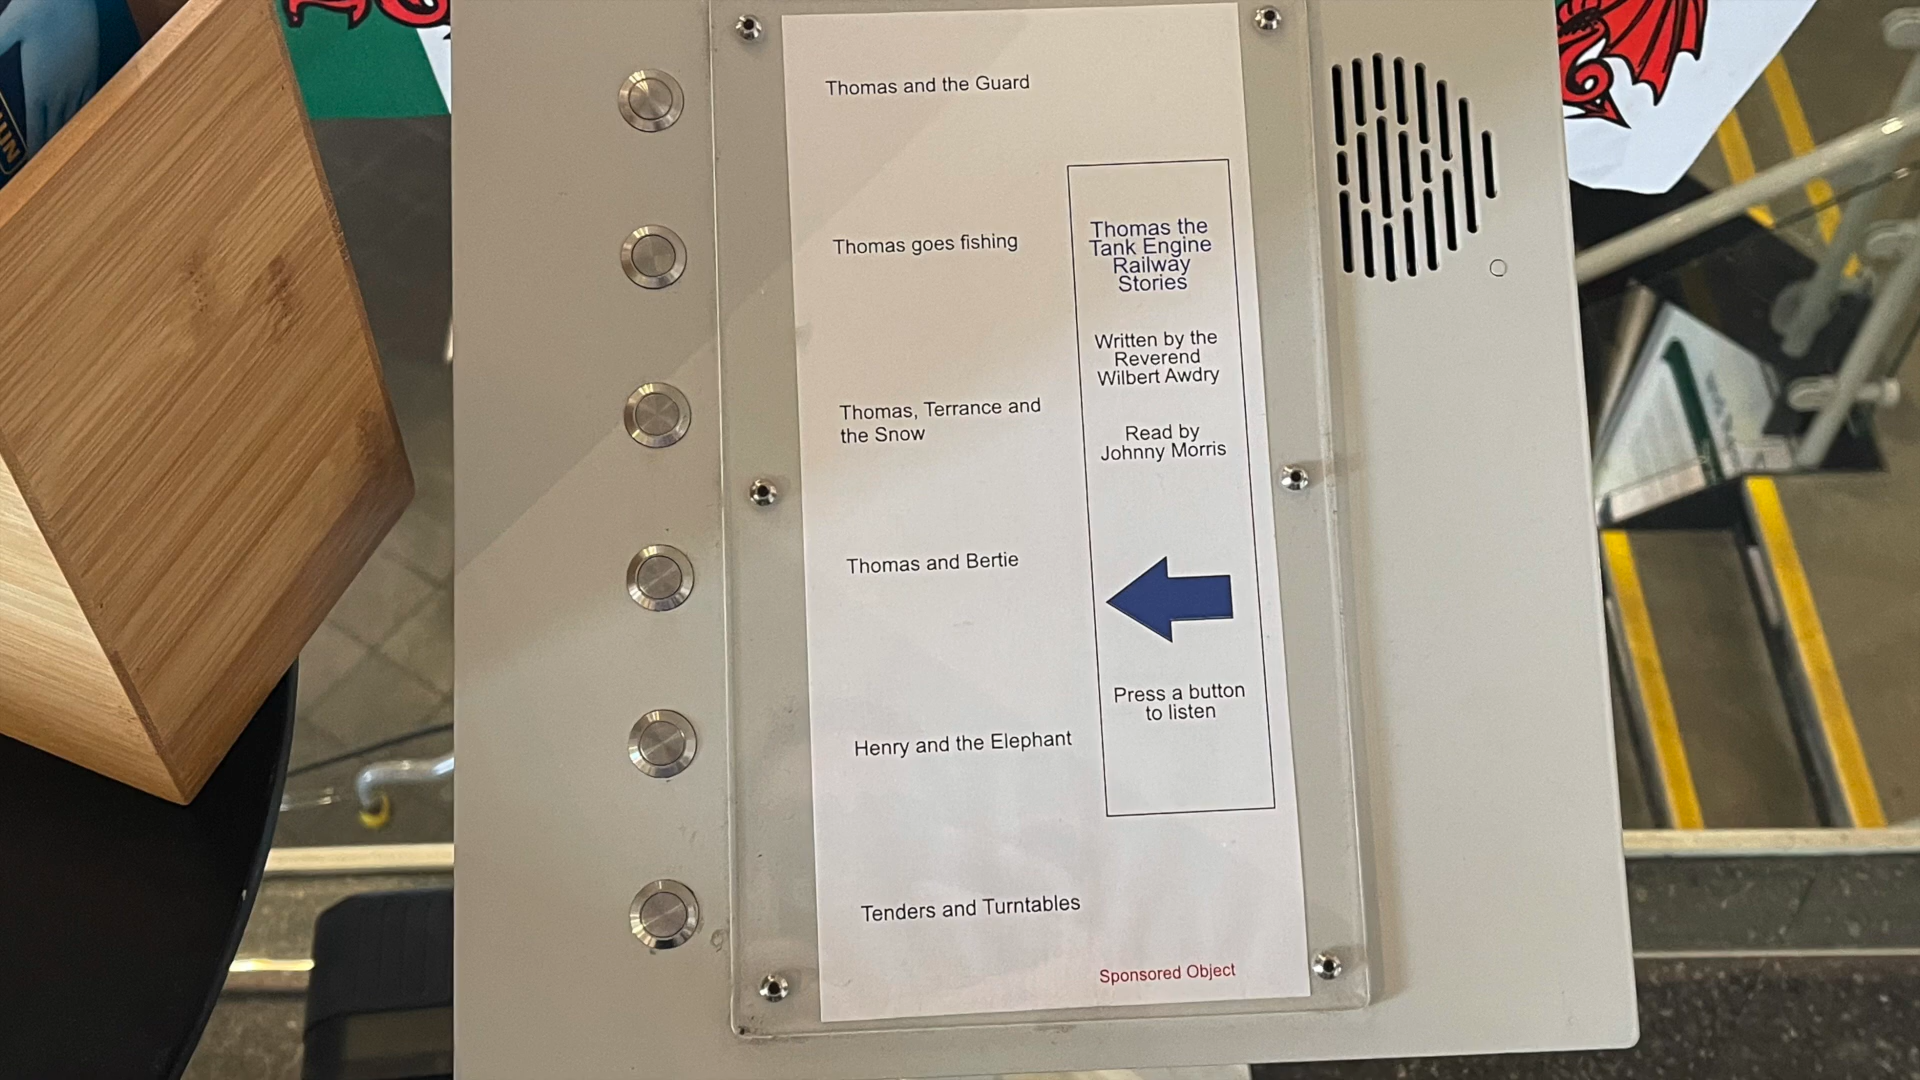 Thomas and the Guard
Thomas goes fishing
Thomas, Terrance and
the Snow
Thomas and Bertie
Henry and the Elephant
Tenders and Turntables
Thomas the
Tank Engine
Railway
Stories
Written by the
Reverend
Wilbert Awdry
Read by
Johnny Morris
Press a button
to listen
Sponsored Object